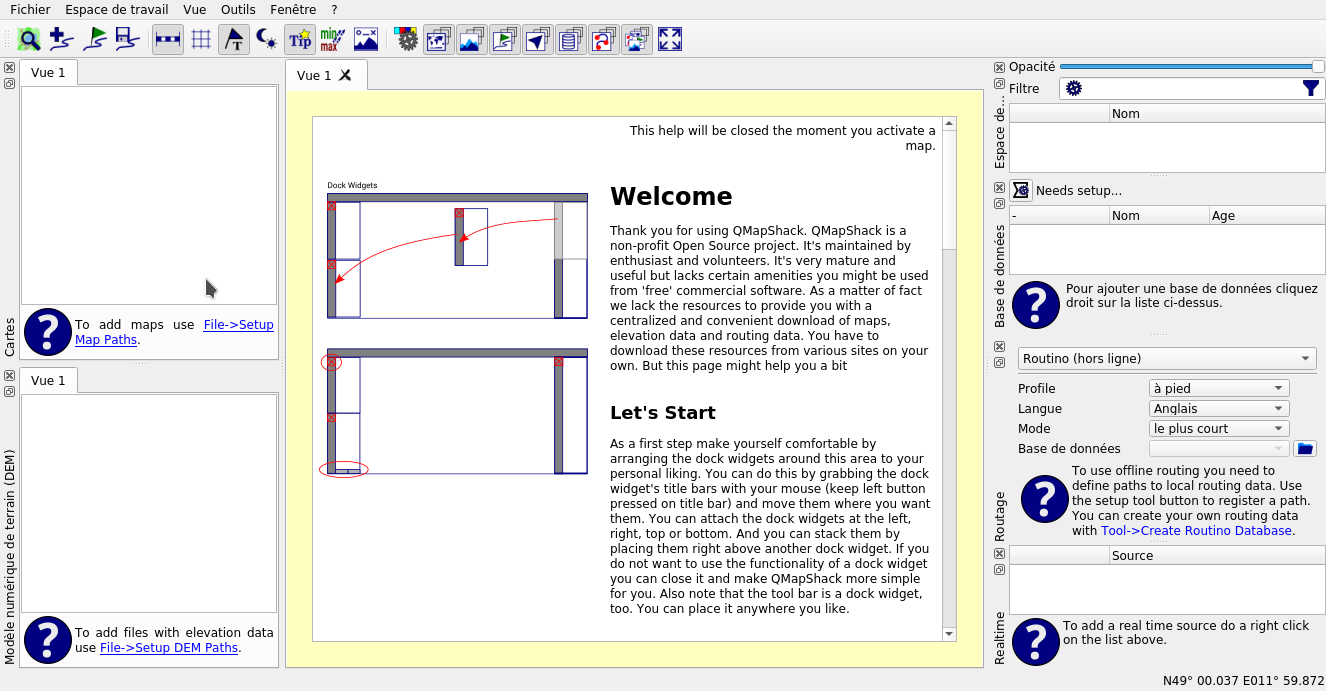 Fichier Espace de travail Vue Outils Fenêtre ?
Tip
min
max
Vue 1
Cartes
To add maps use File->Setup
Map Paths.
Vue 1
Modèle numérique de terrain (DEM)
To add files with elevation data
use File->Setup DEM Paths.
Vue 1
This help will be closed the moment you activate a
map.
Dock Widgets
Welcome
Thank you for using QMapShack. QMapShack is a
non-profit Open Source project. It's maintained by
enthusiast and volunteers. It's very mature and
useful but lacks certain amenities you might be used
from 'free' commercial software. As a matter of fact
we lack the resources to provide you with a
centralized and convenient download of maps,
elevation data and routing data. You have to
download these resources from various sites on your
own. But this page might help you a bit
Let's Start
As a first step make yourself comfortable by
arranging the dock widgets around this area to your
personal liking. You can do this by grabbing the dock
widget's title bars with your mouse (keep left button
pressed on title bar) and move them where you want
them. You can attach the dock widgets at the left,
right, top or bottom. And you can stack them by
placing them right above another dock widget. If you
do not want to use the functionality of a dock widget
you can close it and make QMapShack more simple
for you. Also note that the tool bar is a dock widget,
too. You can place it anywhere you like.
Espace de...
Opacité
Filtre
Nom
Base de données
Needs setup...
- Nom Age
Pour ajouter une base de données cliquez
droit sur la liste ci-dessus.
Routage
Routino (hors ligne)
Profile à pied
Langue Anglais
Mode le plus court
Base de données
To use offline routing you need to
define paths to local routing data. Use
the setup tool button to register a path.
You can create your own routing data
with Tool->Create Routino Database.
Realtime
Source
To add a real time source do a right click
on the list above.
N49° 00.037 E011° 59.872